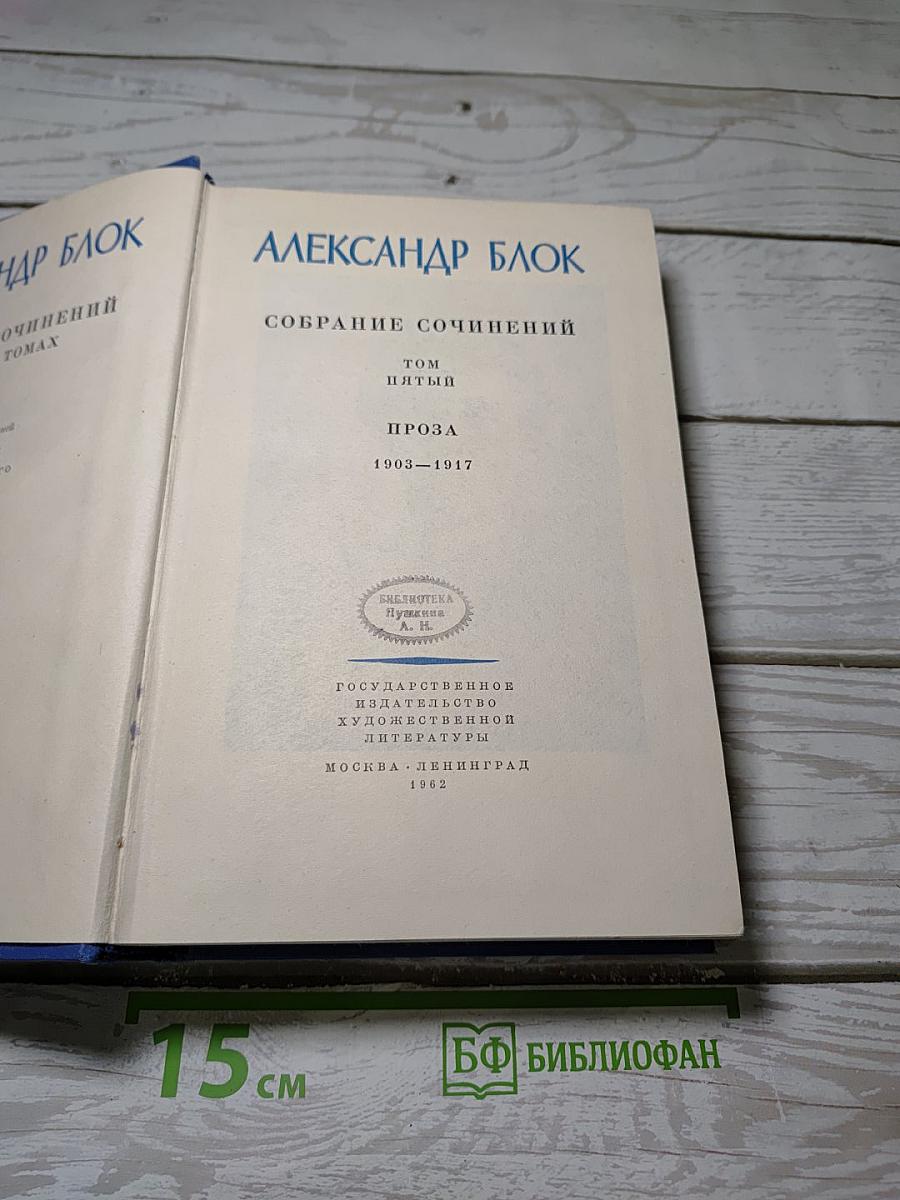 НДР БЛОК
ОЧИНЕНИЙ
ТОМАХ
АЛЕКСАНДР БЛОК
СОБРАНИЕ СОЧИНЕНИЙ
ТОМ
ПЯТЫЙ
ПРОЗА
1903—1917
БИБЛИОТЕКА
Пушкина
А. Н.
ГОСУДАРСТВЕННОЕ
ИЗДАТЕЛЬСТВО
ХУДОЖЕСТВЕННОЙ
ЛИТЕРАТУРЫ
МОСКВА · ЛЕНИНГРАД
1962
15 см
БФ БИБЛИОФАН